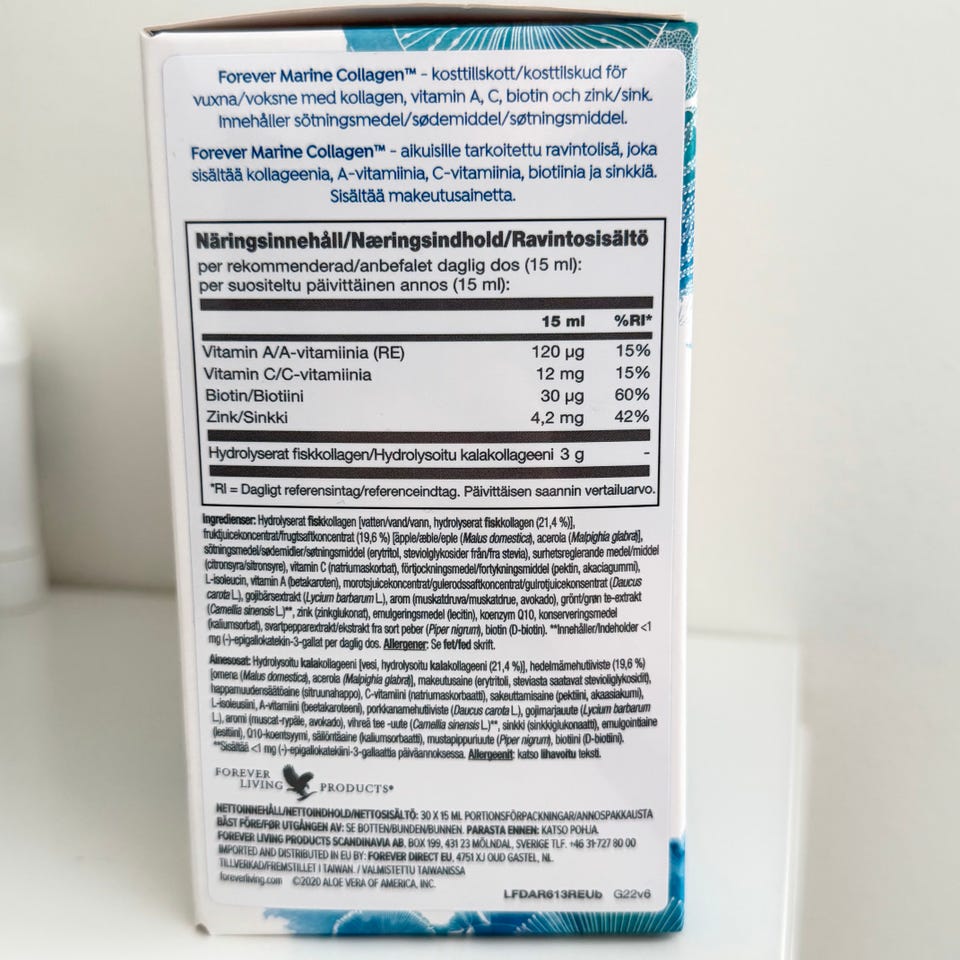 Forever Marine Collagen™ - kosttillskott/kosttilskud för
vuxna/voksne med kollagen, vitamin A, C, biotin och zink/sink.
Innehåller sötningsmedel/sødemiddel/søtningsmiddel.
Forever Marine Collagen™ - aikuisille tarkoitettu ravintolisä, joka
sisältää kollageenia, A-vitamiinia, C-vitamiinia, biotiinia ja sinkkiä.
Sisältää makeutusainetta.
Näringsinnehåll/Næringsindhold/Ravintosisältö
per rekommenderad/anbefalet daglig dos (15 ml):
per suositeltu päivittäinen annos (15 ml):
15 ml %RI*
Vitamin A/A-vitamiinia (RE) 120 µg 15%
Vitamin C/C-vitamiinia 12 mg 15%
Biotin/Biotiini 30 µg 60%
Zink/Sinkki 4,2 mg 42%
Hydrolyserat fiskkollagen/Hydrolysoitu kalakollageeni 3 g -
*RI = Dagligt referensintag/referenceindtag. Päivittäisen saannin vertailuarvo.
Ingredienser: Hydrolyserat fiskkollagen [vatten/vand/vann, hydrolyserat fiskkollagen (21,4 %)],
fruktjuicekoncentrat/frugtsaftkoncentrat (19,6 %) [äpple/æble/eple (Malus domestica), acerola (Malpighia glabra)],
sötningsmedel/sødemidler/søtningsmiddel (erytritol, steviolglykosider från/fra stevia), surhetsreglerande medel/middel
(citronsyra/sitronsyre), vitamin C (natriumaskorbat), förtjockningsmedel/fortykningsmiddel (pektin, akaciagummi),
L-isoleucin, vitamin A (betakaroten), morotsjuicekoncentrat/gulerodssaftkoncentrat/gulrotjuicekonsentrat (Daucus
carota L.), gojibärsextrakt (Lycium barbarum L.), arom (muskatdruva/muskatdrue, avokado), grönt/grøn te-extrakt
(Camellia sinensis L.)**, zink (zinkglukonat), emulgeringsmedel (lecitin), koenzym Q10, konserveringsmedel
(kaliumsorbat), svartpepparextrakt/ekstrakt fra sort peber (Piper nigrum), biotin (D-biotin). **Innehåller/Indeholder <1
mg (-)-epigallokatekin-3-gallat per daglig dos. Allergener: Se fet/fed skrift.
Ainesosat: Hydrolysoitu kalakollageeni [vesi, hydrolysoitu kalakollageeni (21,4 %)], hedelmämehutiiviste (19,6 %)
[omena (Malus domestica), acerola (Malpighia glabra)], makeutusaine (erytritoli, steviasta saatavat stevioliglykosidit),
happamuudensäätöaine (sitruunahappo), C-vitamiini (natriumaskorbaatti), sakeuttamisaine (pektiini, akaasiakumi),
L-isoleusiini, A-vitamiini (beetakaroteeni), porkkanamehutiiviste (Daucus carota L.), gojimarjauute (Lycium barbarum
L.), aromi (muscat-rypäle, avokado), vihreä tee -uute (Camellia sinensis L.)**, sinkki (sinkkiglukonaatti), emulgointiaine
(lesitiini), Q10-koentsyymi, säilöntäaine (kaliumsorbaatti), mustapippuriuute (Piper nigrum), biotiini (D-biotiini).
**Sisältää <1 mg (-)-epigallokatekiini-3-gallaattia päiväannoksessa. Allergeenit: katso lihavoitu teksti.
FOREVER
LIVING PRODUCTS®
NETTOINNEHÅLL/NETTOINDHOLD/NETTOSISÄLTÖ: 30 X 15 ML PORTIONSFÖRPACKNINGAR/ANNOSPAKKAUSTA
BÄST FÖRE/FØR UTGÅNGEN AV: SE BOTTEN/BUNDEN/BUNNEN. PARASTA ENNEN: KATSO POHJA.
FOREVER LIVING PRODUCTS SCANDINAVIA AB. BOX 199, 431 23 MÖLNDAL, SVERIGE TLF. +46 31-727 80 00
IMPORTED AND DISTRIBUTED IN EU BY: FOREVER DIRECT EU, 4751 XJ OUD GASTEL, NL.
TILLVERKAD/FREMSTILLET I TAIWAN. / VALMISTETTU TAIWANISSA
foreverliving.com ©2020 ALOE VERA OF AMERICA, INC.
LFDAR613REUb G22v6